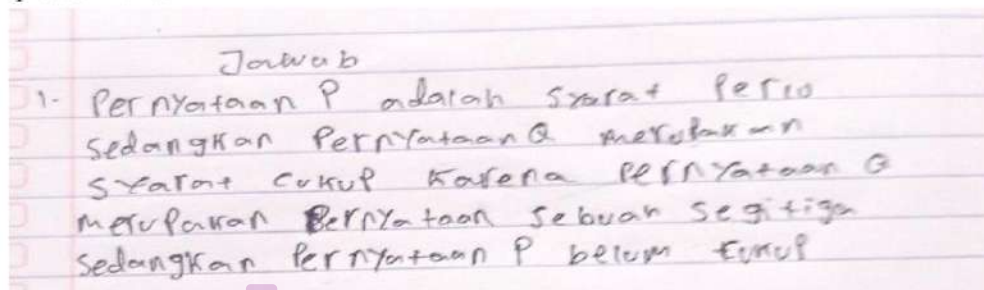 Jawab
1. Pernyataan P adalah syarat Perlo
sedangkan Pernyataan Q merupakan
syarat cukup karena Pernyataan Q
merupakan Pernyataan sebuah segitiga
sedangkan Pernyataan P belum cukup